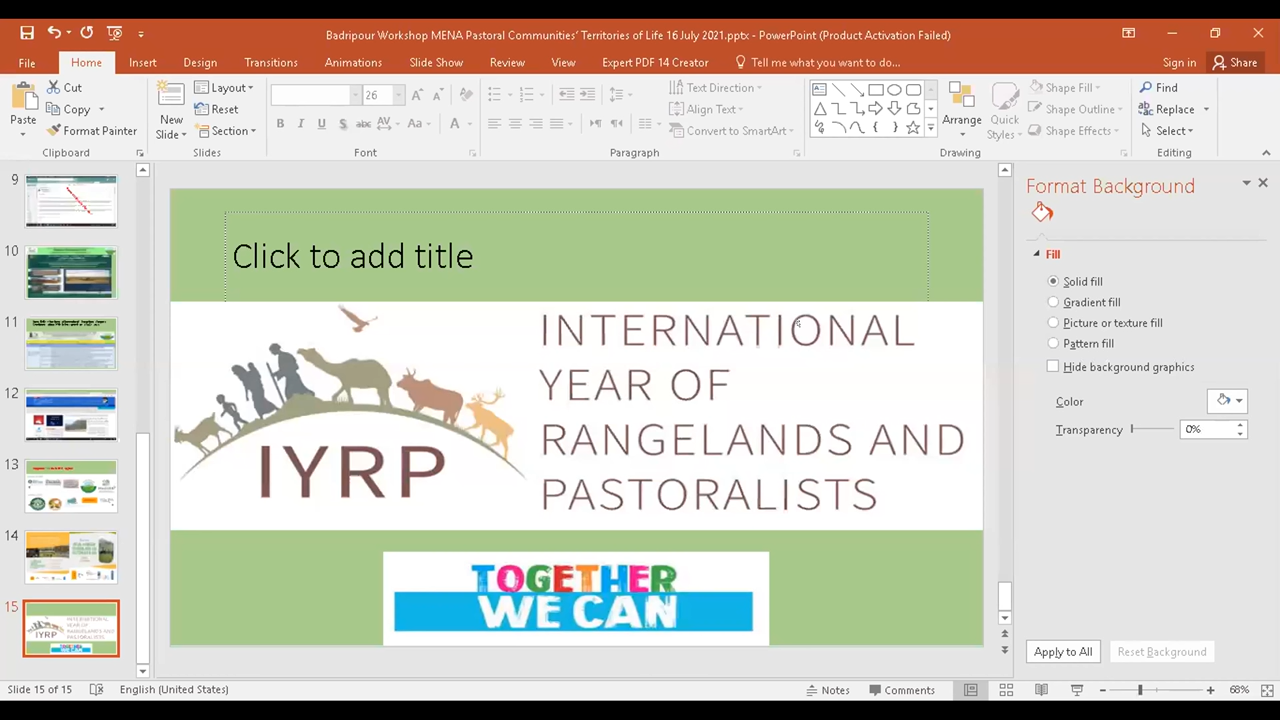 Badripour Workshop MENA Pastoral Communities' Territories of Life 16 July 2021.pptx - PowerPoint (Product Activation Failed)
File Home Insert Design Transitions Animations Slide Show Review View Expert PDF 14 Creator Tell me what you want to do... Sign in Share
Cut
Copy
Format Painter
Paste
Clipboard
New
Slide
Layout
Reset
Section
Slides
26
B I U S abc AV Aa A
Font
Text Direction
Align Text
Convert to SmartArt
Paragraph
Arrange
Quick
Styles
Shape Fill
Shape Outline
Shape Effects
Drawing
Find
Replace
Select
Editing
9
10
11
12
13
14
15
Click to add title
IYRP
INTERNATIONAL
YEAR OF
RANGELANDS AND
PASTORALISTS
TOGETHER
WE CAN
Format Background
Fill
Solid fill
Gradient fill
Picture or texture fill
Pattern fill
Hide background graphics
Color
Transparency 0%
Apply to All Reset Background
Slide 15 of 15 English (United States) Notes Comments 68%